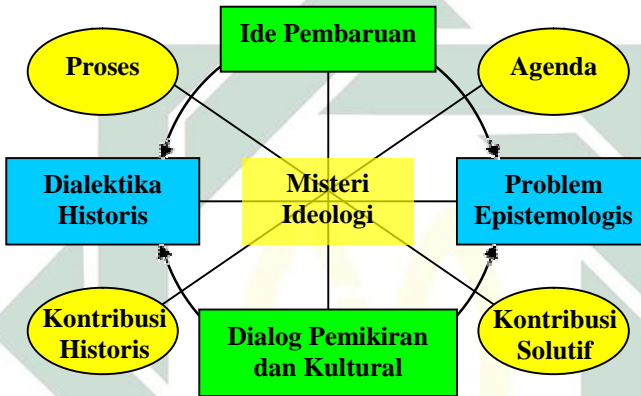 Ide Pembaruan
Proses
Agenda
Dialektika
Historis
Misteri
Ideologi
Problem
Epistemologis
Kontribusi
Historis
Dialog Pemikiran
dan Kultural
Kontribusi
Solutif